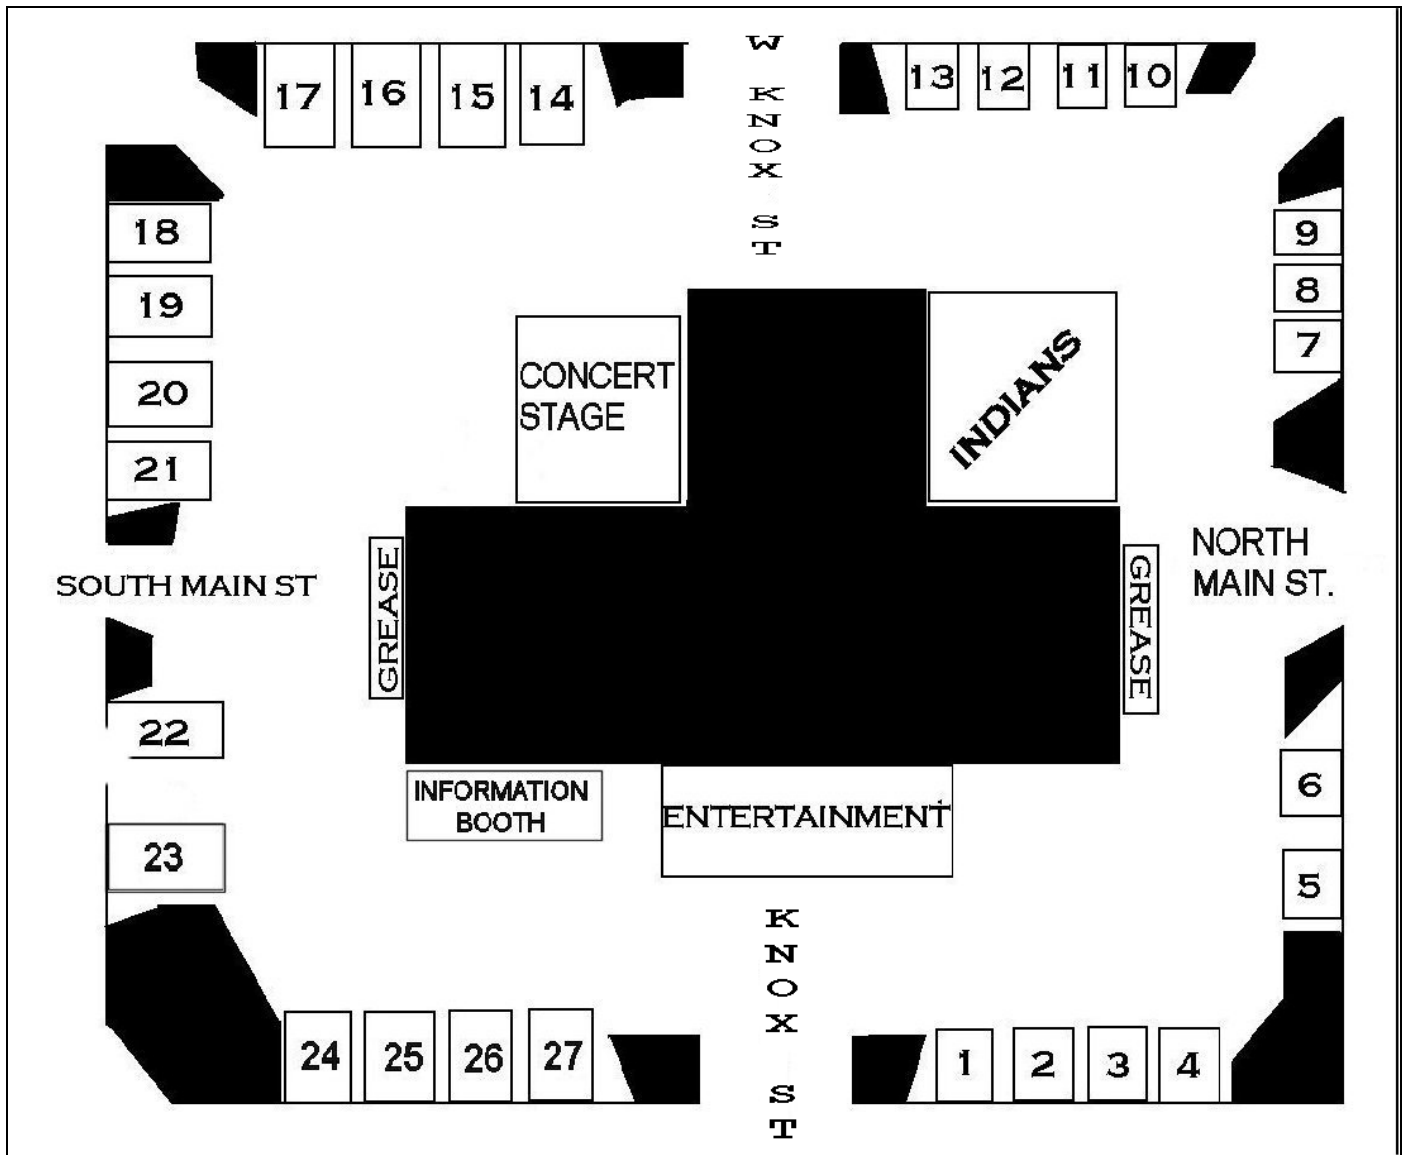 W KNOX ST
17
16
15
14
13
12
11
10
18
19
20
21
9
8
7
CONCERT
STAGE
INDIANS
SOUTH MAIN ST
GREASE
GREASE
NORTH
MAIN ST.
22
23
INFORMATION
BOOTH
ENTERTAINMENT
6
5
KNOX ST
24
25
26
27
1
2
3
4